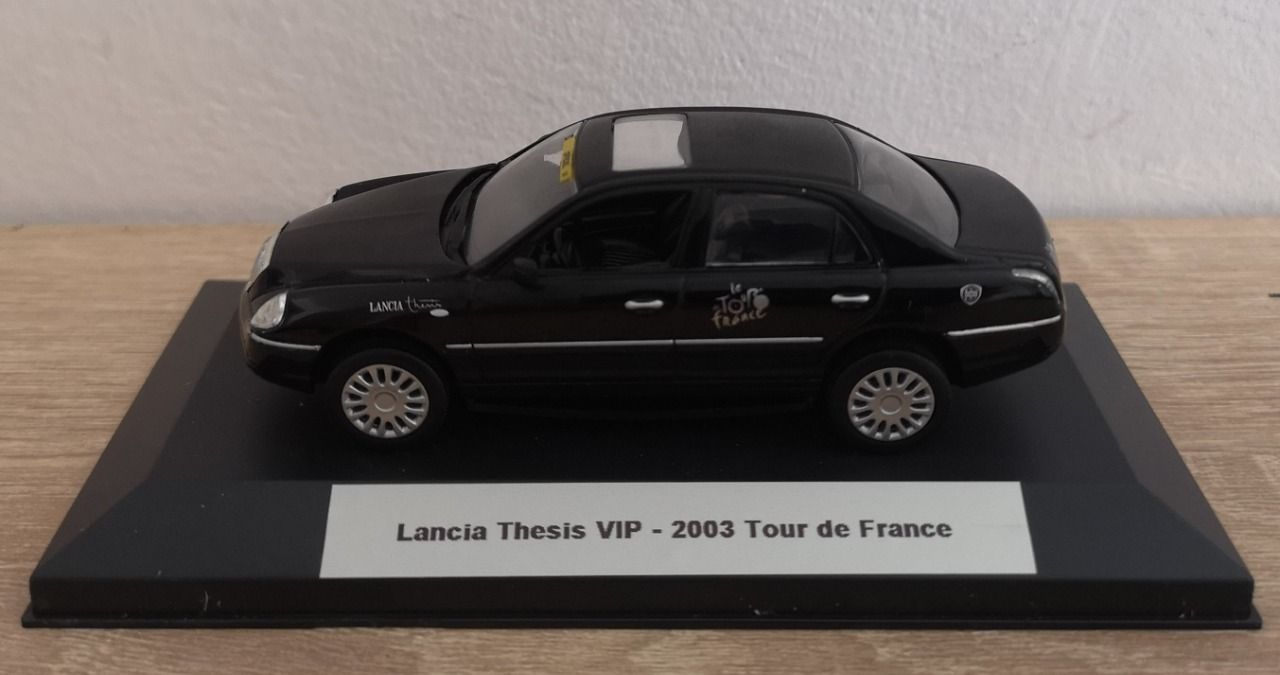 LANCIA thesis
le
TOUR
de
france
Lancia Thesis VIP - 2003 Tour de France